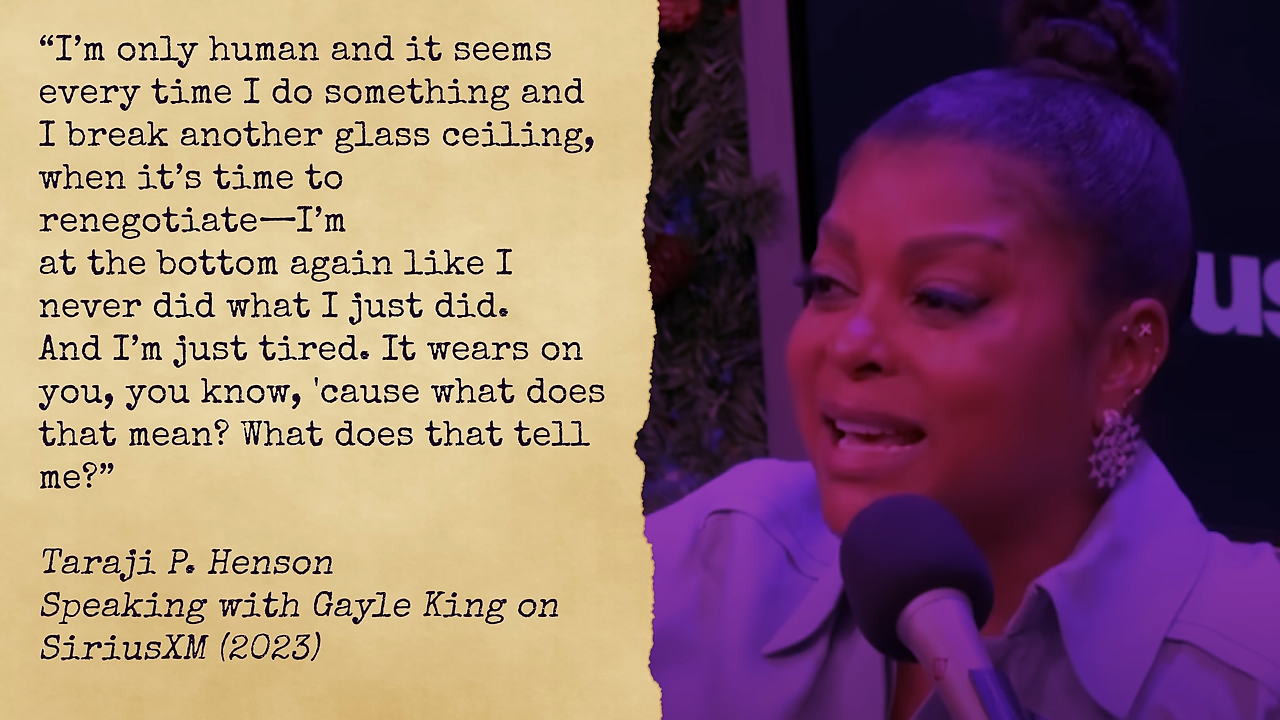 “I’m only human and it seems
every time I do something and
I break another glass ceiling,
when it’s time to
renegotiate—I’m
at the bottom again like I
never did what I just did.
And I’m just tired. It wears on
you, you know, 'cause what does
that mean? What does that tell
me?”
Taraji P. Henson
Speaking with Gayle King on
SiriusXM (2023)
us